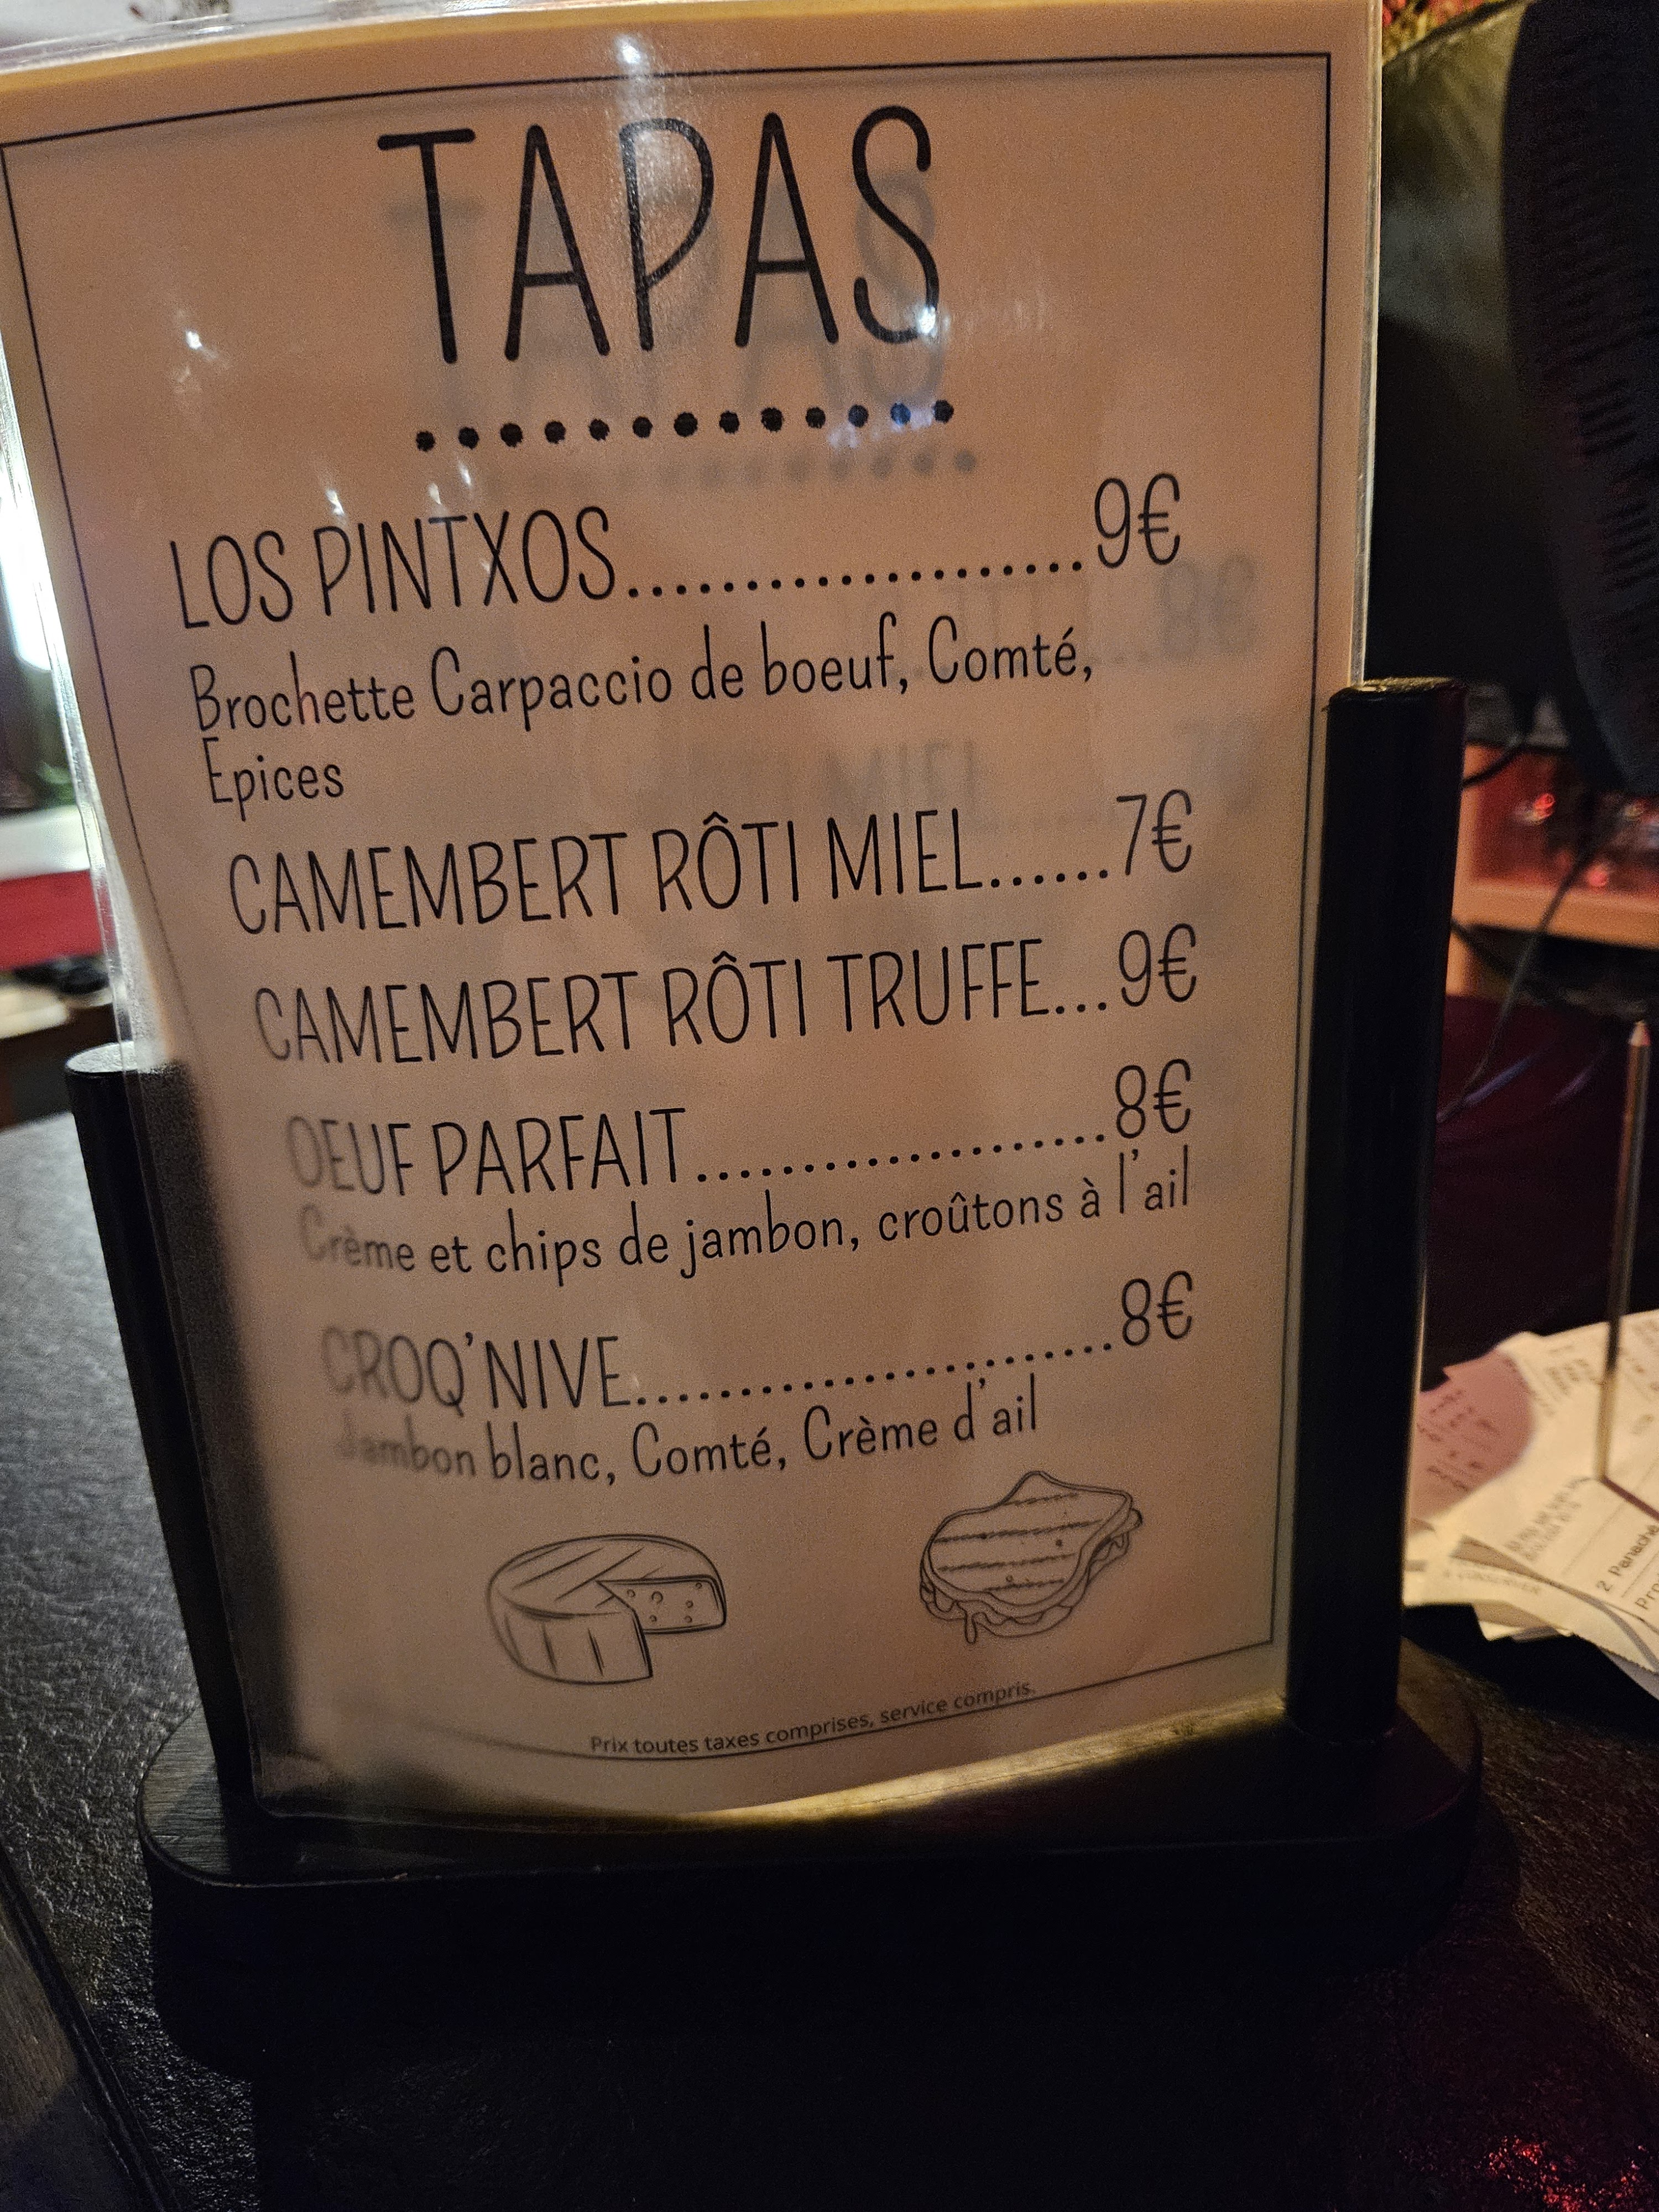 TAPAS
LOS PINTXOS....................9€
Brochette Carpaccio de boeuf, Comté,
Epices
CAMEMBERT RÔTI MIEL......7€
CAMEMBERT RÔTI TRUFFE...9€
OEUF PARFAIT....................8€
Crème et chips de jambon, croûtons à l'ail
CROQ'NIVE.......................8€
Jambon blanc, Comté, Crème d'ail
Prix toutes taxes comprises, service compris.
2 Panaché